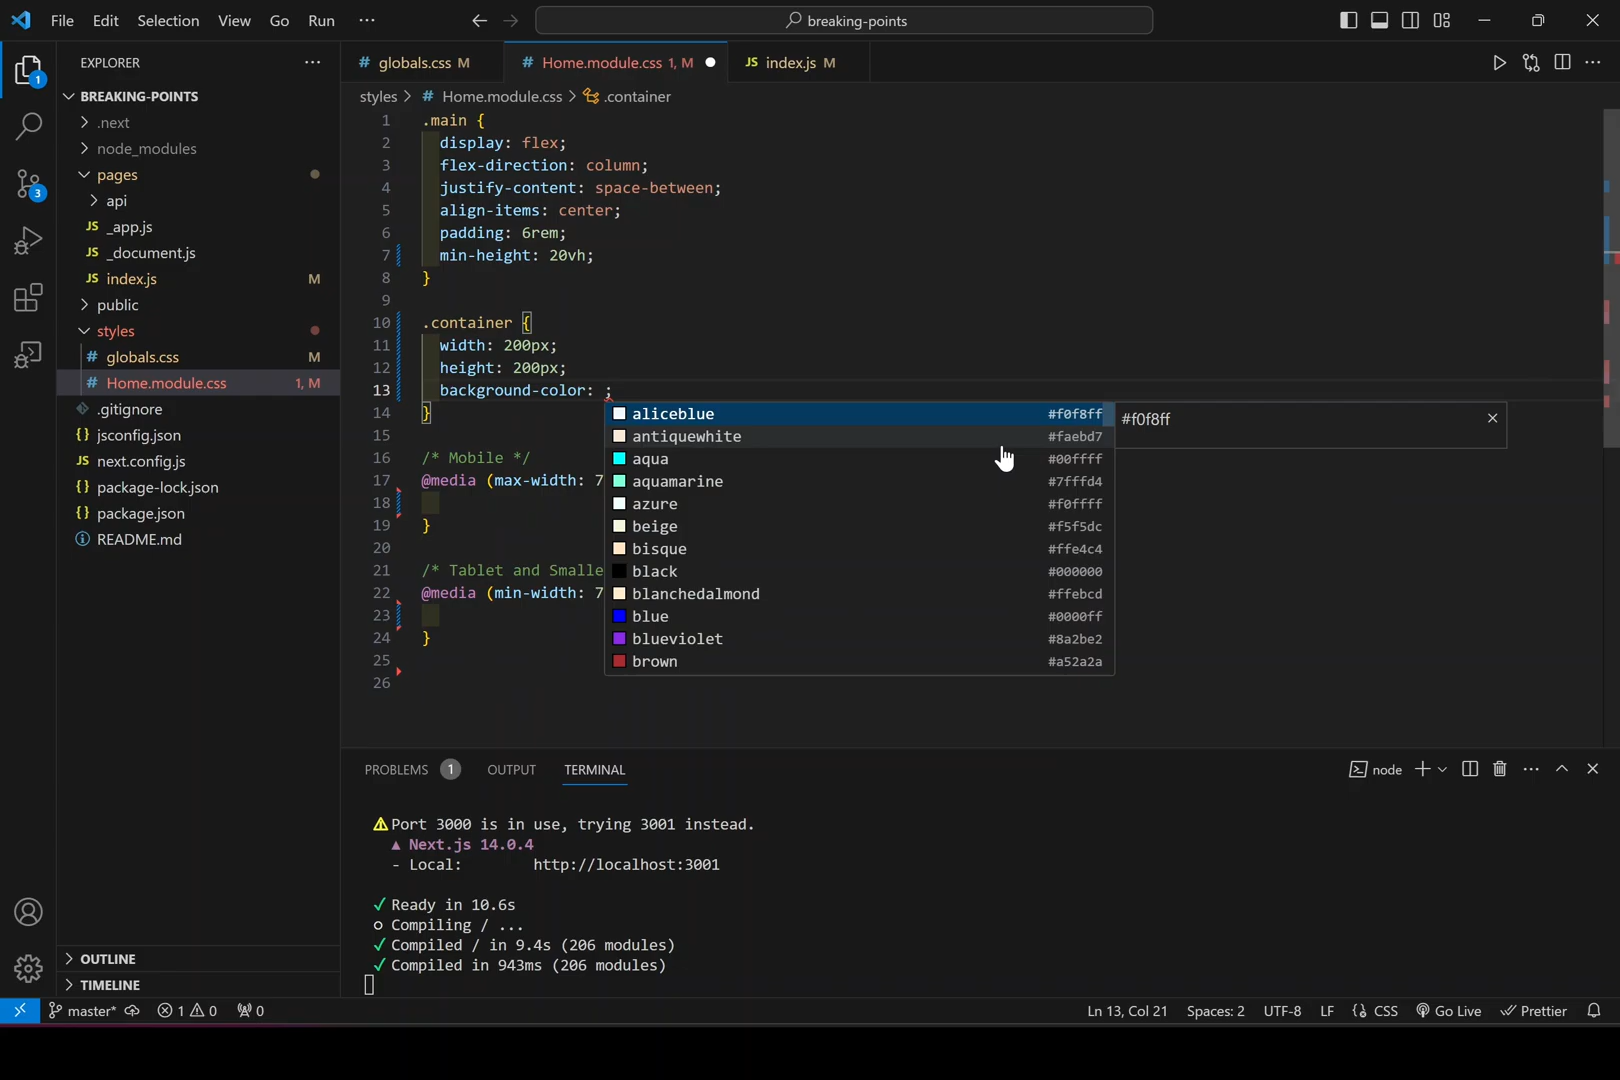 File Edit Selection View Go Run ··· breaking-points
EXPLORER ···
BREAKING-POINTS
.next
node_modules
pages
api
JS _app.js
JS _document.js
JS index.js M
public
styles
# globals.css M
# Home.module.css 1, M
.gitignore
{} jsconfig.json
JS next.config.js
{} package-lock.json
{} package.json
README.md
OUTLINE
TIMELINE
1
3
# globals.css M # Home.module.css 1, M JS index.js M
styles > # Home.module.css > .container
1 .main {
2 display: flex;
3 flex-direction: column;
4 justify-content: space-between;
5 align-items: center;
6 padding: 6rem;
7 min-height: 20vh;
8 }
9
10 .container {
11 width: 200px;
12 height: 200px;
13 background-color: ;
14 }
15
16 /* Mobile */
17 @media (max-width: 7
18
19 }
20
21 /* Tablet and Smalle
22 @media (min-width: 7
23
24 }
25
26
aliceblue #f0f8ff
antiquewhite #faebd7
aqua #00ffff
aquamarine #7fffd4
azure #f0ffff
beige #f5f5dc
bisque #ffe4c4
black #000000
blanchedalmond #ffebcd
blue #0000ff
blueviolet #8a2be2
brown #a52a2a
#f0f8ff
PROBLEMS 1 OUTPUT TERMINAL node
Port 3000 is in use, trying 3001 instead.
▲ Next.js 14.0.4
- Local: http://localhost:3001
✓ Ready in 10.6s
○ Compiling / ...
✓ Compiled / in 9.4s (206 modules)
✓ Compiled in 943ms (206 modules)
master* 1 0 0 Ln 13, Col 21 Spaces: 2 UTF-8 LF {} CSS Go Live Prettier